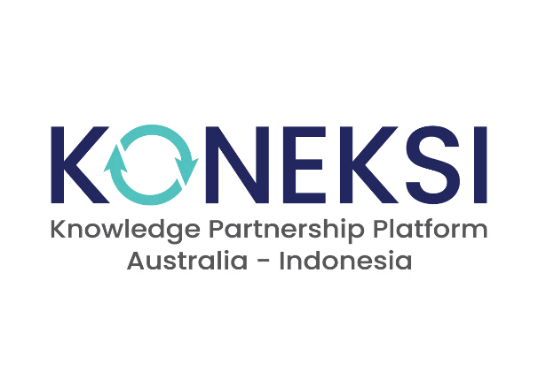 KONEKSI
Knowledge Partnership Platform
Australia - Indonesia